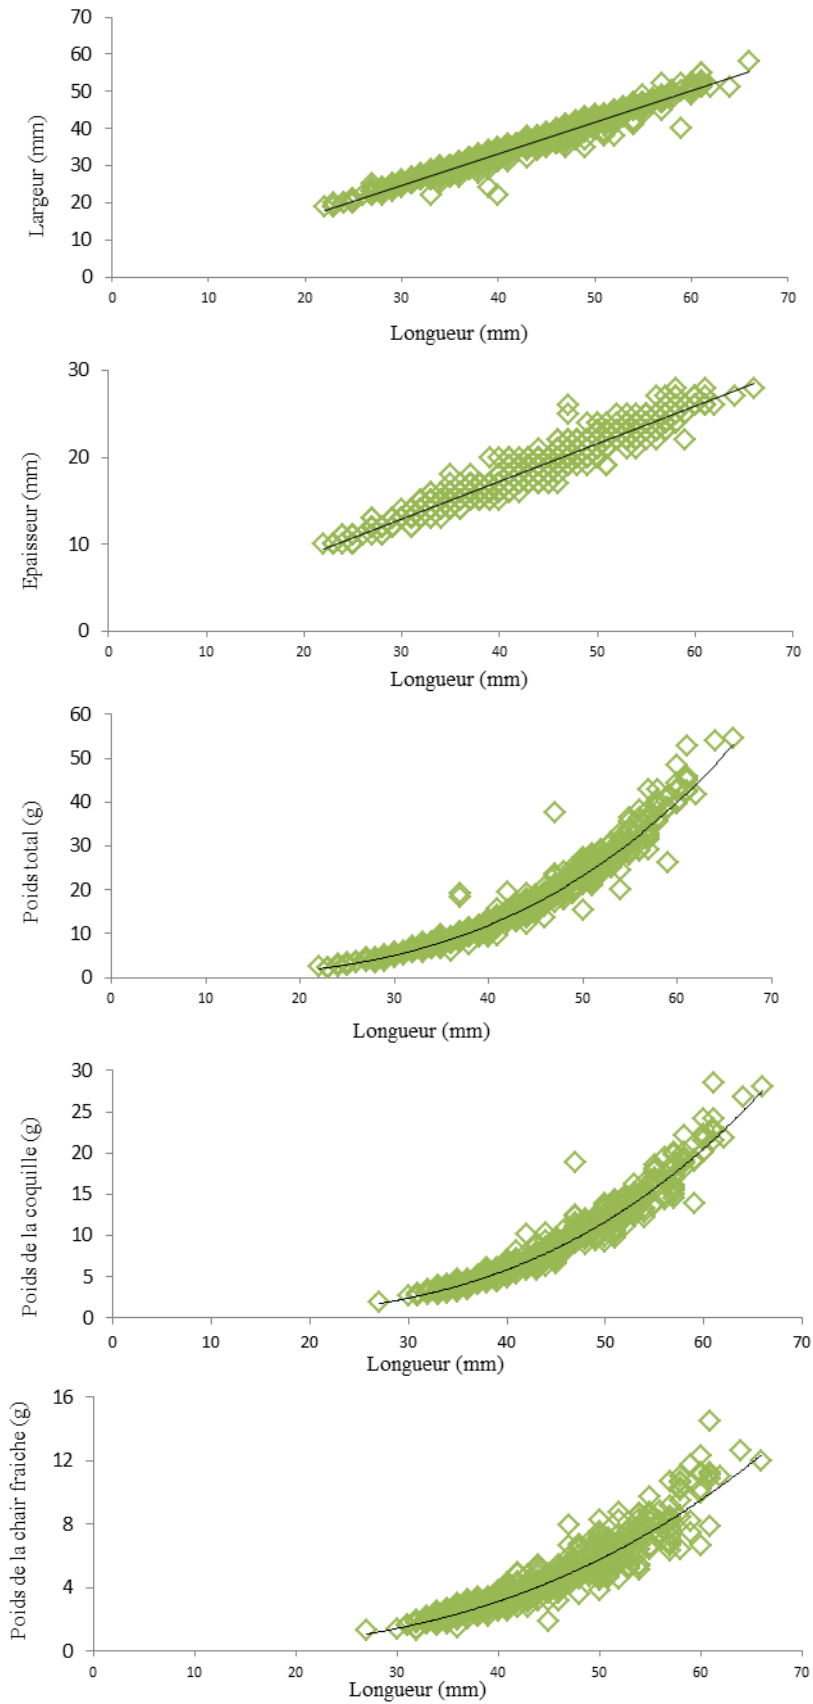 70
60
50
40
30
20
10
0
Largeur (mm)
0 10 20 30 40 50 60 70
Longueur (mm)
30
20
10
0
Epaisseur (mm)
0 10 20 30 40 50 60 70
Longueur (mm)
60
50
40
30
20
10
0
Poids total (g)
0 10 20 30 40 50 60 70
Longueur (mm)
30
25
20
15
10
5
0
Poids de la coquille (g)
0 10 20 30 40 50 60 70
Longueur (mm)
16
12
8
4
0
Poids de la chair fraiche (g)
0 10 20 30 40 50 60 70
Longueur (mm)